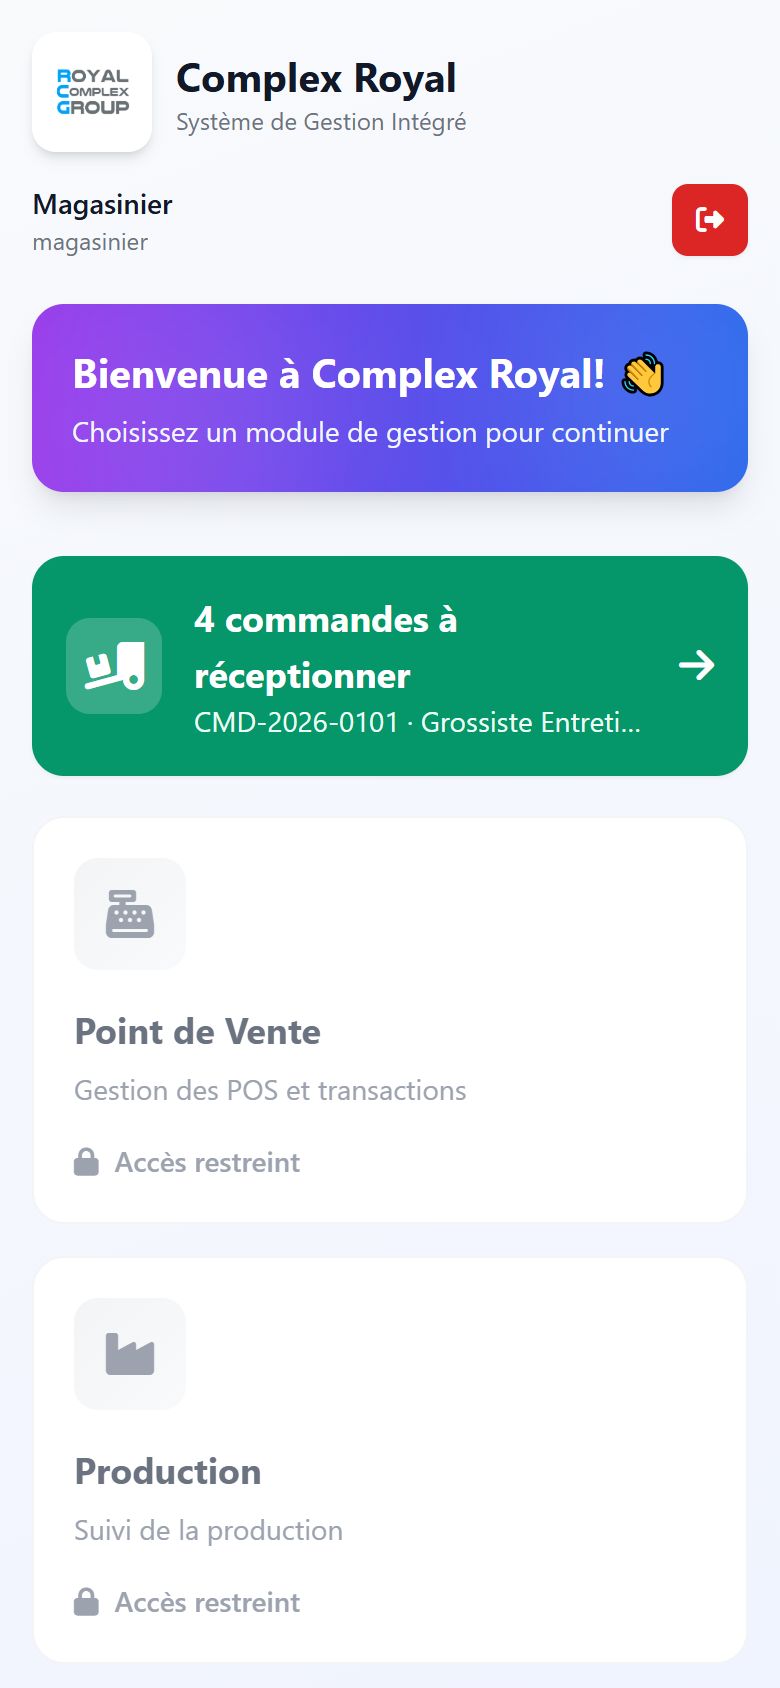 ROYAL
COMPLEX
GROUP
Complex Royal
Système de Gestion Intégré
Magasinier
magasinier
Bienvenue à Complex Royal! 👋
Choisissez un module de gestion pour continuer
4 commandes à
réceptionner
CMD-2026-0101 · Grossiste Entreti...
Point de Vente
Gestion des POS et transactions
Accès restreint
Production
Suivi de la production
Accès restreint